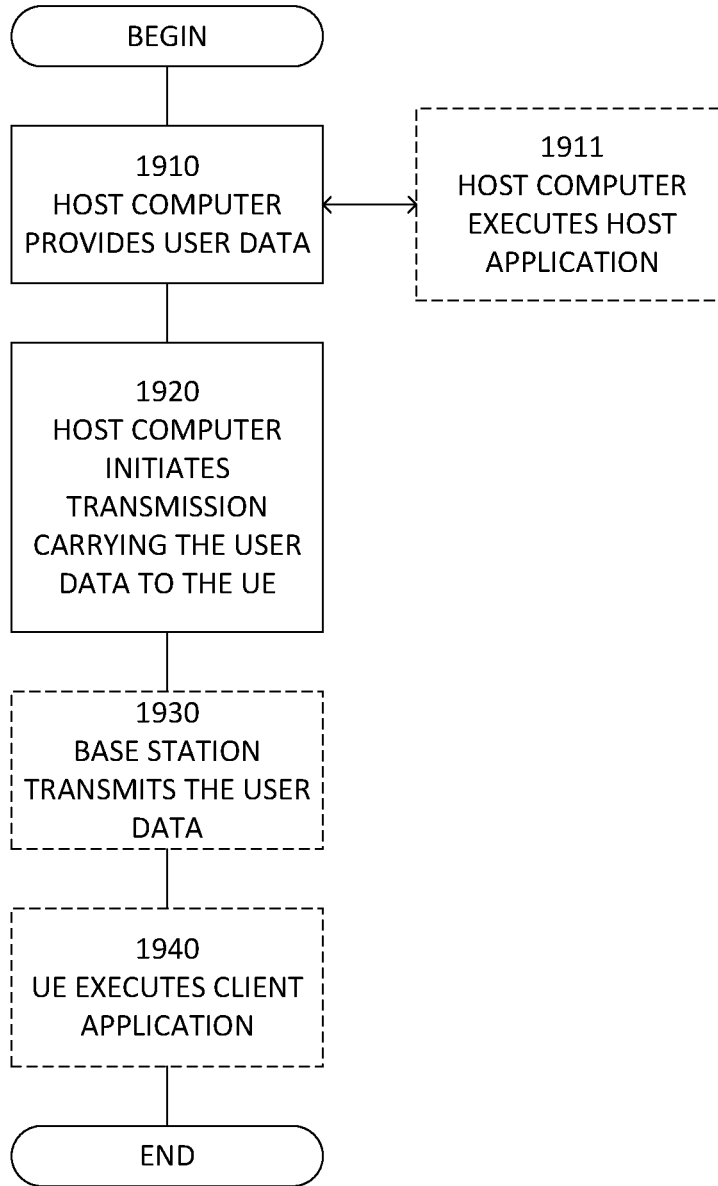 BEGIN
1910
HOST COMPUTER
PROVIDES USER DATA
1911
HOST COMPUTER
EXECUTES HOST
APPLICATION
1920
HOST COMPUTER
INITIATES
TRANSMISSION
CARRYING THE USER
DATA TO THE UE
1930
BASE STATION
TRANSMITS THE USER
DATA
1940
UE EXECUTES CLIENT
APPLICATION
END